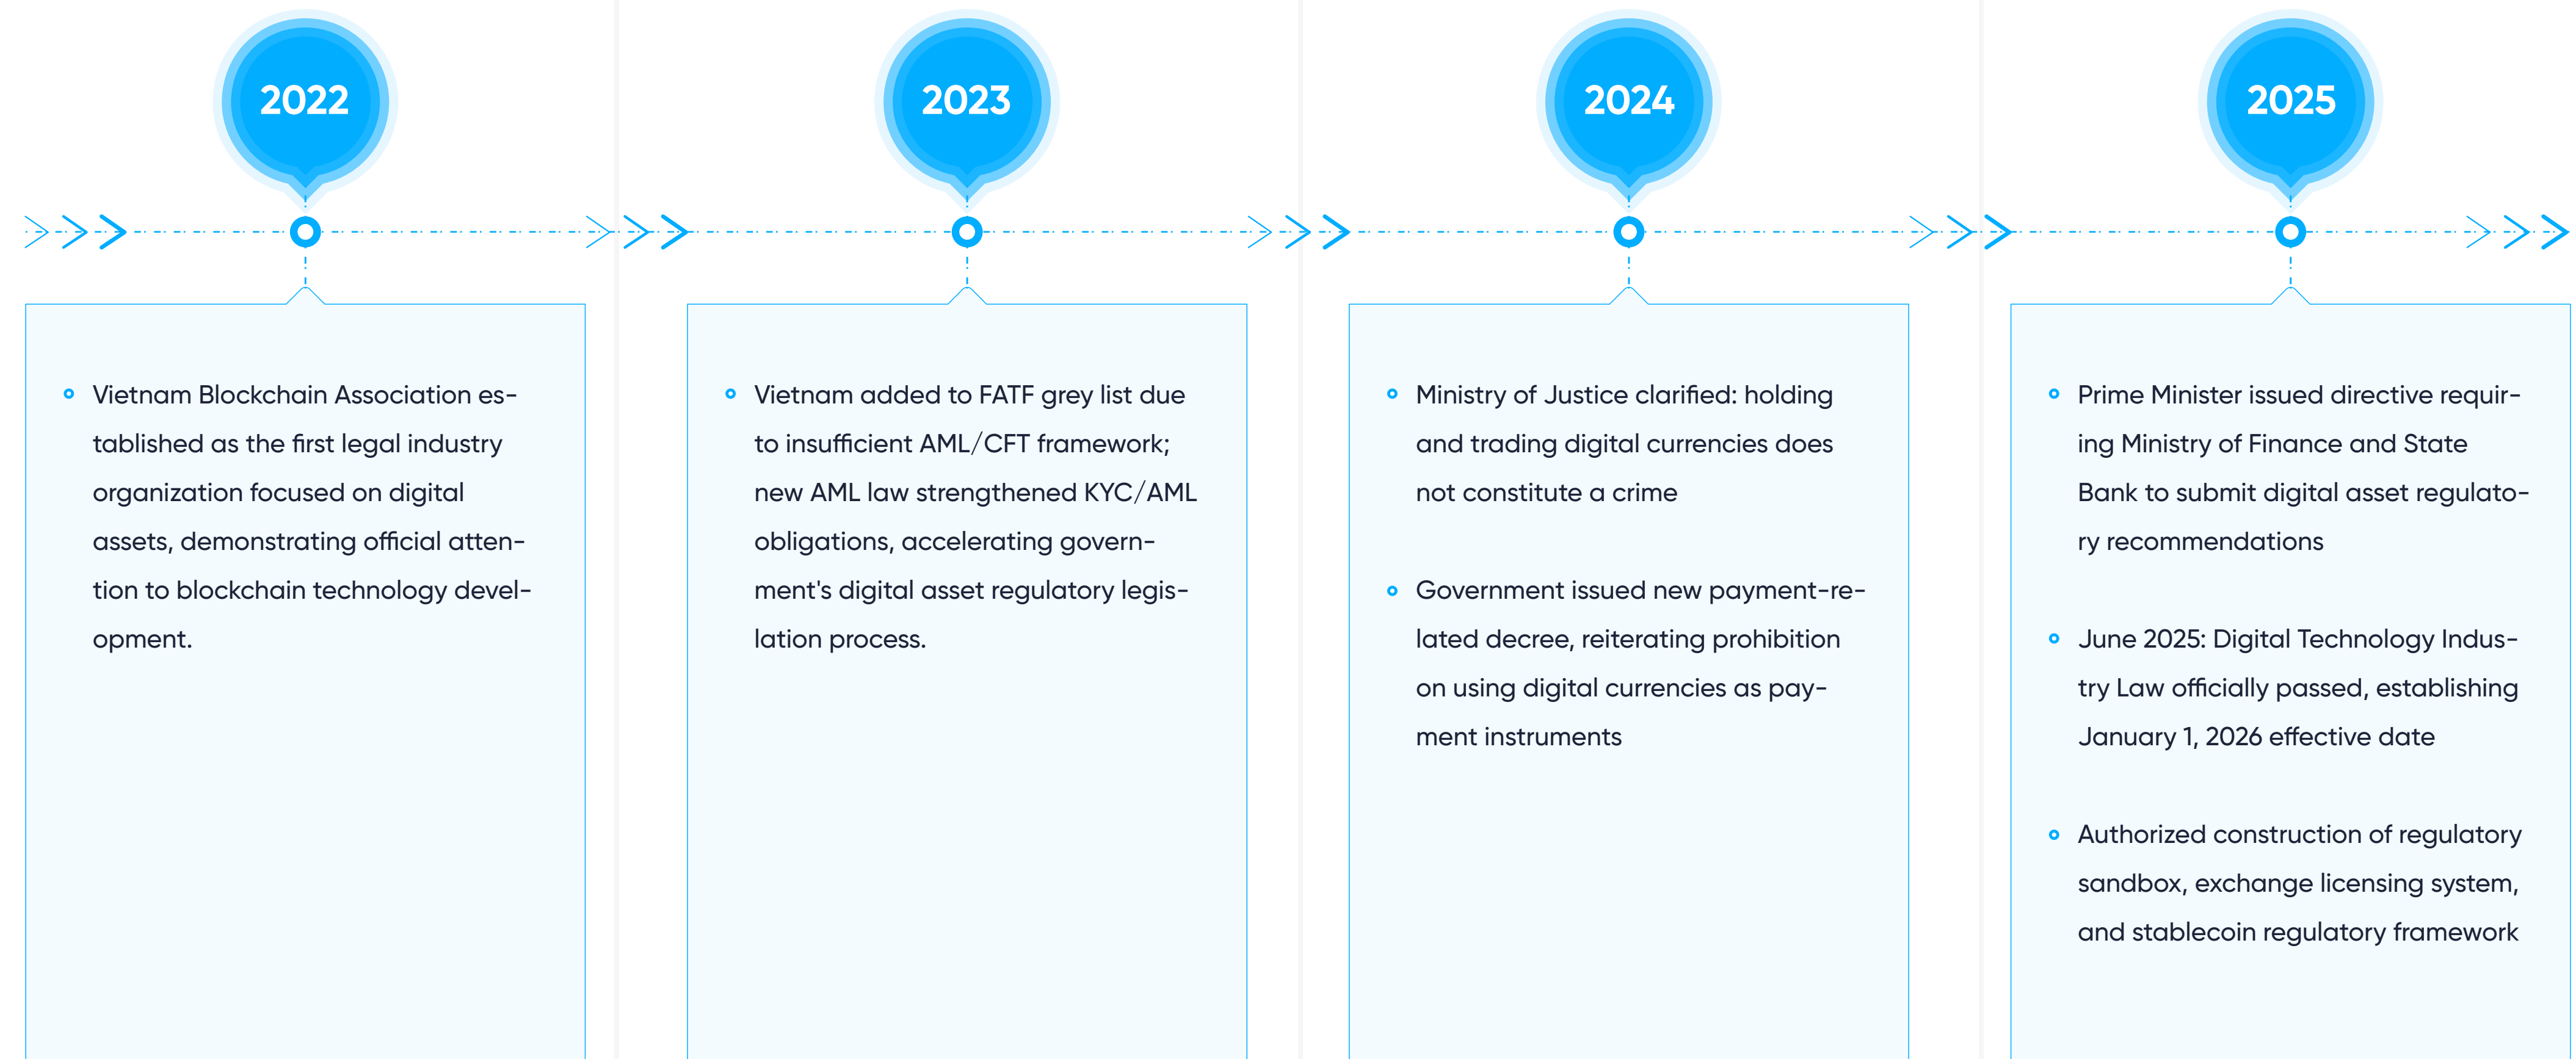 2022
Vietnam Blockchain Association es-
tablished as the first legal industry
organization focused on digital
assets, demonstrating official atten-
tion to blockchain technology devel-
opment.
2023
Vietnam added to FATF grey list due
to insufficient AML/CFT framework;
new AML law strengthened KYC/AML
obligations, accelerating govern-
ment's digital asset regulatory legis-
lation process.
2024
Ministry of Justice clarified: holding
and trading digital currencies does
not constitute a crime
Government issued new payment-re-
lated decree, reiterating prohibition
on using digital currencies as pay-
ment instruments
2025
Prime Minister issued directive requir-
ing Ministry of Finance and State
Bank to submit digital asset regulato-
ry recommendations
June 2025: Digital Technology Indus-
try Law officially passed, establishing
January 1, 2026 effective date
Authorized construction of regulatory
sandbox, exchange licensing system,
and stablecoin regulatory framework